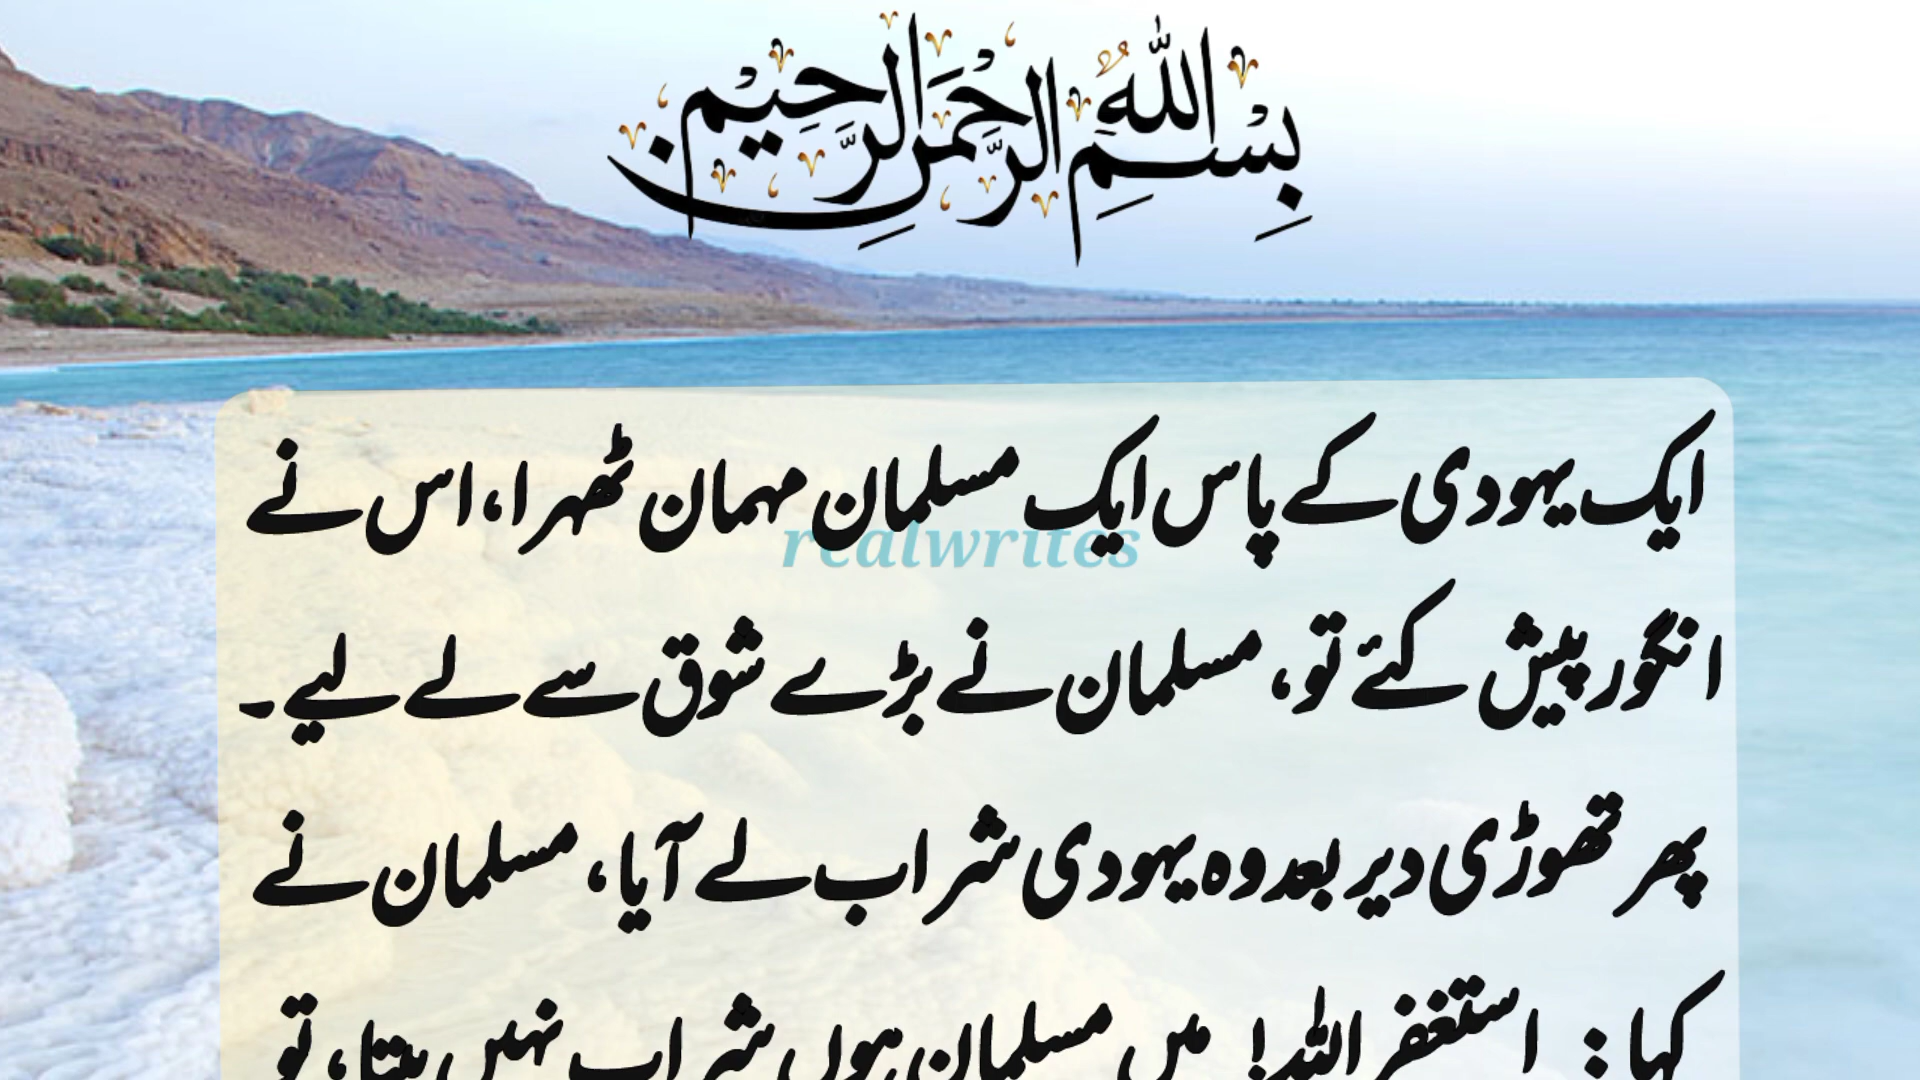 بِسْمِ اللهِ الرَّحْمٰنِ الرَّحِيْمِ
ایک یہودی کے پاس ایک مسلمان مہمان ٹھہرا، اس نے
realwrites
انگور پیش کئے تو، مسلمان نے بڑے شوق سے لے لیے۔
پھر تھوڑی دیر بعد وہ یہودی شراب لے آیا، مسلمان نے
کہا : استغفر اللہ! میں مسلمان ہوں شراب نہیں پیتا، تو